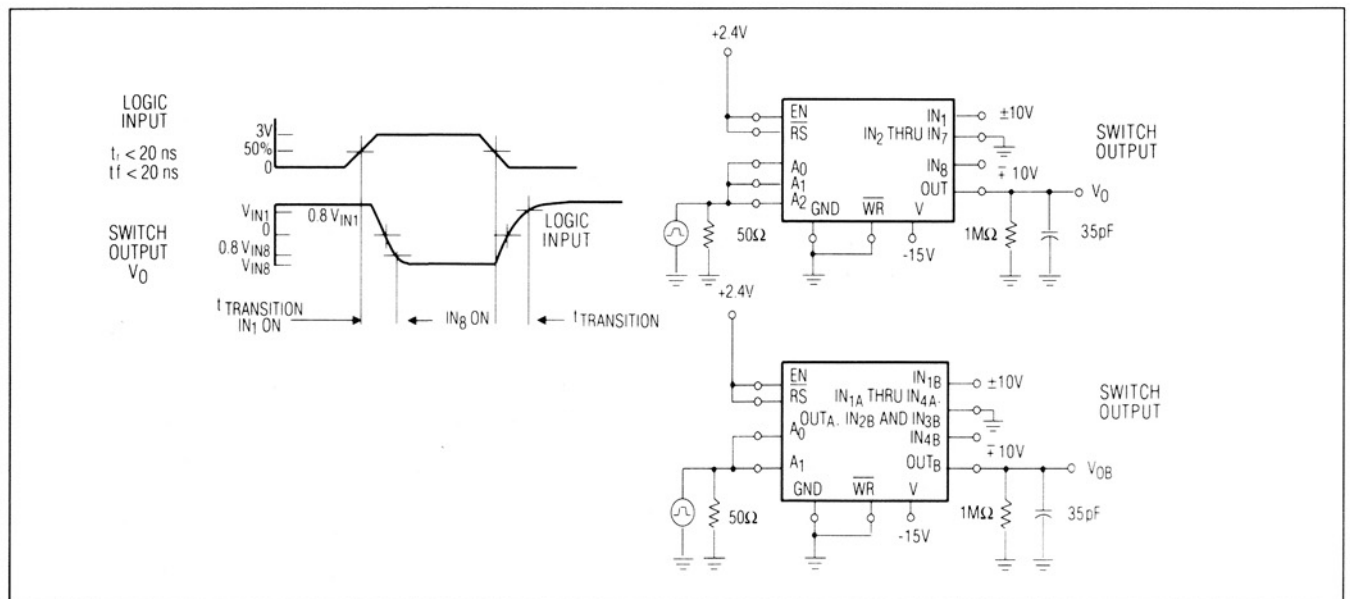 LOGIC
INPUT
tr < 20 ns
tf < 20 ns
3V
50%
0
SWITCH
OUTPUT
VO
VIN1
0
0.8 VIN8
VIN8
0.8 VIN1
LOGIC
INPUT
t TRANSITION
IN1 ON
IN8 ON
t TRANSITION
+2.4V
EN
RS
A0
A1
A2
IN1
IN2 THRU IN7
IN8
OUT
GND
WR
V
±10V
∓ 10V
SWITCH
OUTPUT
VO
50Ω
-15V
1MΩ
35pF
+2.4V
EN
RS
A0
A1
IN1B
IN1A THRU IN4A.
OUTA. IN2B AND IN3B
IN4B
OUTB
GND
WR
V
±10V
∓10V
SWITCH
OUTPUT
VOB
50Ω
-15V
1MΩ
35pF